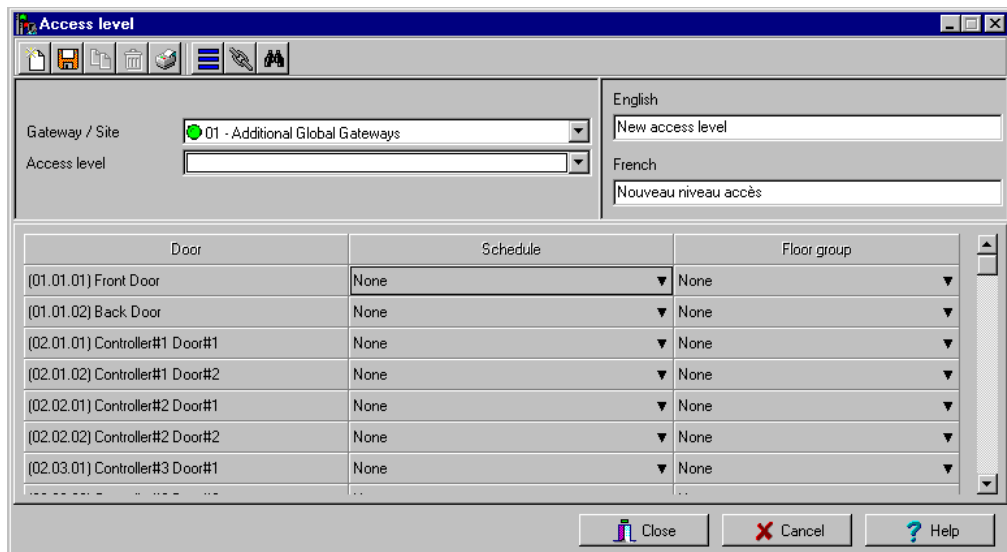 Access level
English
Gateway / Site 01 - Additional Global Gateways
New access level
Access level
French
Nouveau niveau accès
Door Schedule Floor group
(01.01.01) Front Door None None
(01.01.02) Back Door None None
(02.01.01) Controller#1 Door#1 None None
(02.01.02) Controller#1 Door#2 None None
(02.02.01) Controller#2 Door#1 None None
(02.02.02) Controller#2 Door#2 None None
(02.03.01) Controller#3 Door#1 None None
Close Cancel Help